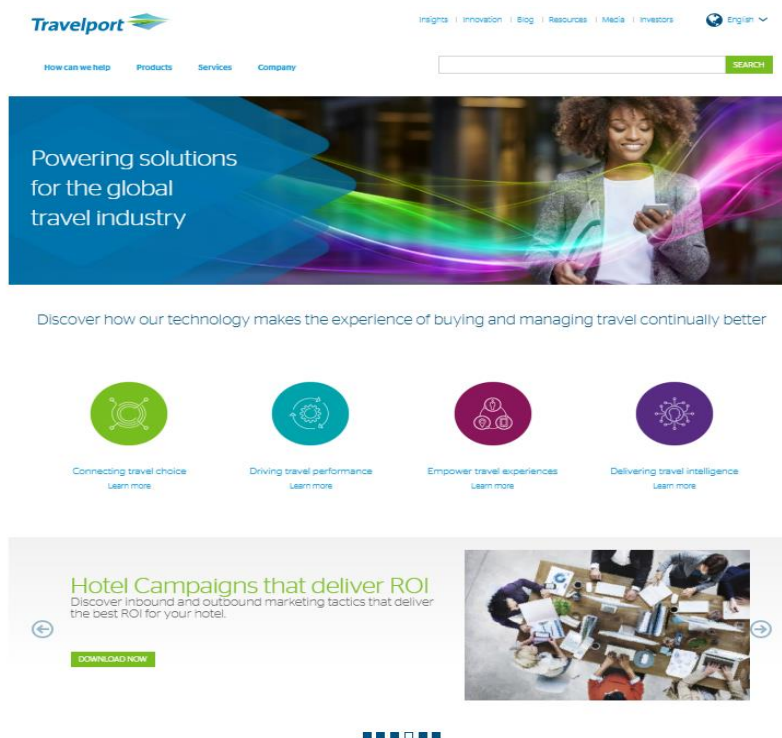 Travelport
Insights | Innovation | Blog | Resources | Media | Investors
English
How can we help Products Services Company
SEARCH
Powering solutions
for the global
travel industry
Discover how our technology makes the experience of buying and managing travel continually better
Connecting travel choice
Learn more
Driving travel performance
Learn more
Empower travel experiences
Learn more
Delivering travel intelligence
Learn more
Hotel Campaigns that deliver ROI
Discover inbound and outbound marketing tactics that deliver
the best ROI for your hotel.
DOWNLOAD NOW